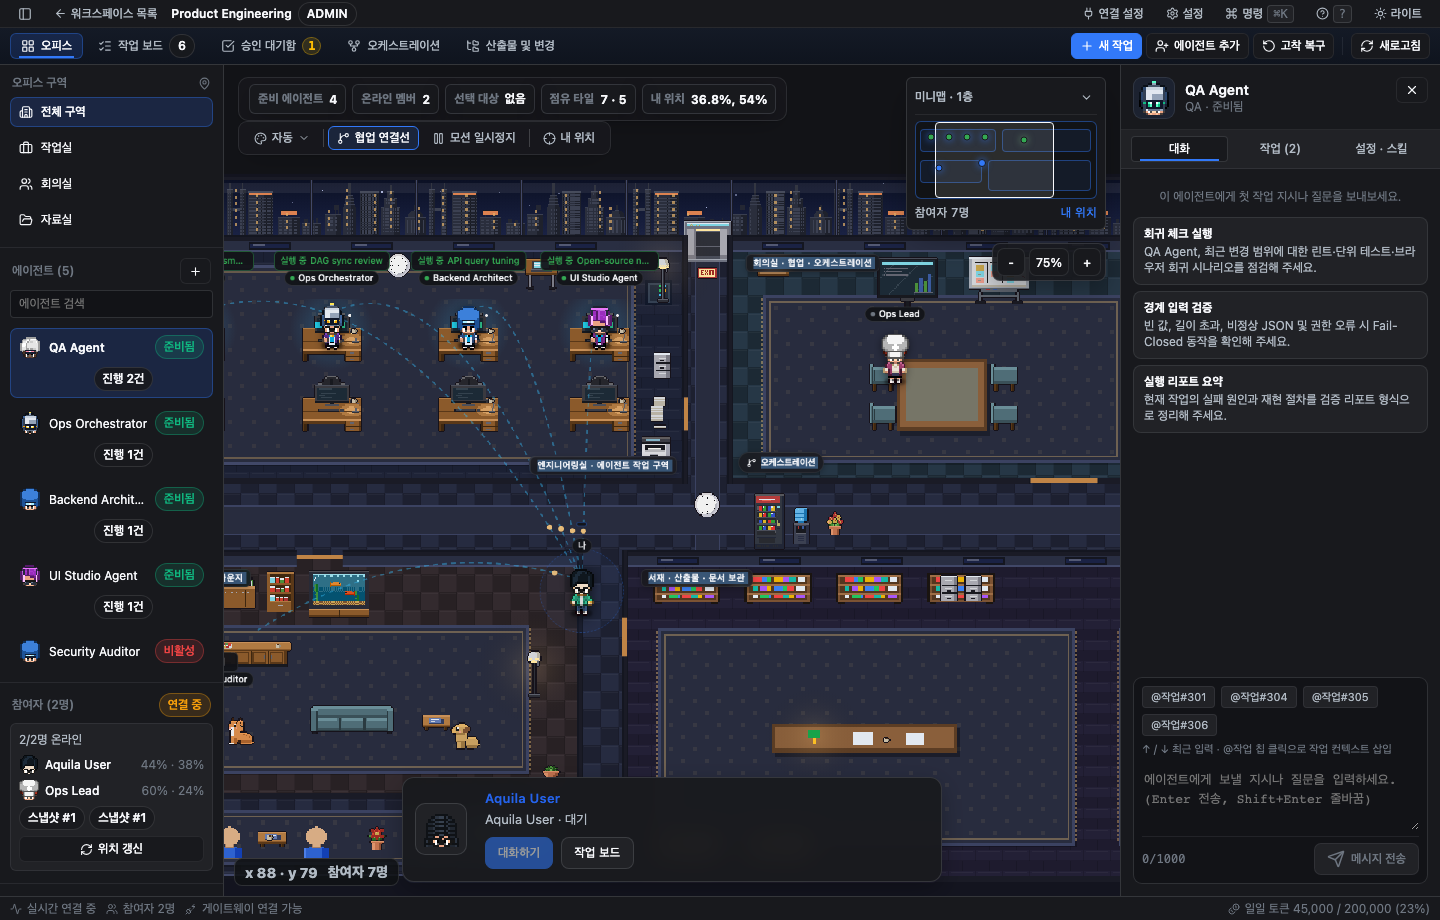 워크스페이스 목록 Product Engineering ADMIN
연결 설정 설정 명령 ⌘K ? 라이트
오피스 작업 보드 6 승인 대기함 1 오케스트레이션 산출물 및 변경
+ 새 작업 에이전트 추가 고착 복구 새로고침
오피스 구역
전체 구역
작업실
회의실
자료실
에이전트 (5) +
에이전트 검색
QA Agent 준비됨
진행 2건
Ops Orchestrator 준비됨
진행 1건
Backend Archit... 준비됨
진행 1건
UI Studio Agent 준비됨
진행 1건
Security Auditor 비활성
참여자 (2명) 연결 중
2/2명 온라인
Aquila User 44% · 38%
Ops Lead 60% · 24%
스냅샷 #1 스냅샷 #1
위치 갱신
준비 에이전트 4 온라인 멤버 2 선택 대상 없음 점유 타일 7 · 5 내 위치 36.8%, 54%
자동 협업 연결선 모션 일시정지 내 위치
미니맵 · 1층
참여자 7명 내 위치
- 75% +
sm... 실행 중 DAG sync review 실행 중 API query tuning 실행 중 Open-source n...
Ops Orchestrator Backend Architect UI Studio Agent
EXIT
회의실 · 협업 · 오케스트레이션
Ops Lead
엔지니어링실 · 에이전트 작업 구역
오케스트레이션
나
라운지
서재 · 산출물 · 문서 보관
uditor
Aquila User
Aquila User · 대기
대화하기 작업 보드
x 88 · y 79 참여자 7명
QA Agent
QA · 준비됨
대화 작업 (2) 설정 · 스킬
이 에이전트에게 첫 작업 지시나 질문을 보내보세요.
회귀 체크 실행
QA Agent, 최근 변경 범위에 대한 린트·단위 테스트·브라
우저 회귀 시나리오를 점검해 주세요.
경계 입력 검증
빈 값, 길이 초과, 비정상 JSON 및 권한 오류 시 Fail-
Closed 동작을 확인해 주세요.
실행 리포트 요약
현재 작업의 실패 원인과 재현 절차를 검증 리포트 형식으
로 정리해 주세요.
@작업#301 @작업#304 @작업#305
@작업#306
↑ / ↓ 최근 입력 · @작업 칩 클릭으로 작업 컨텍스트 삽입
에이전트에게 보낼 지시나 질문을 입력하세요.
(Enter 전송, Shift+Enter 줄바꿈)
0/1000 메시지 전송
실시간 연결 중 참여자 2명 게이트웨이 연결 가능
일일 토큰 45,000 / 200,000 (23%)